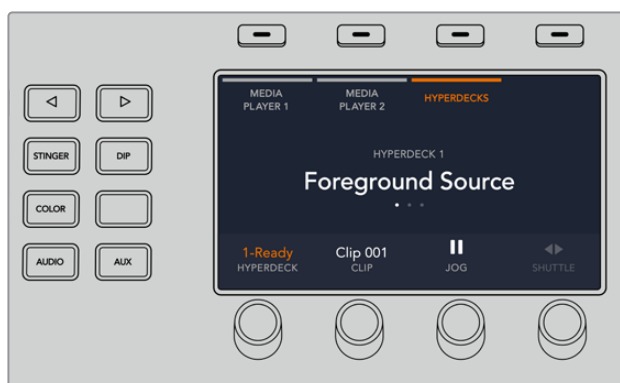 MEDIA
PLAYER 1
MEDIA
PLAYER 2
HYPERDECKS
STINGER
DIP
HYPERDECK 1
Foreground Source
COLOR
AUDIO
AUX
1-Ready
HYPERDECK
Clip 001
CLIP
JOG
SHUTTLE